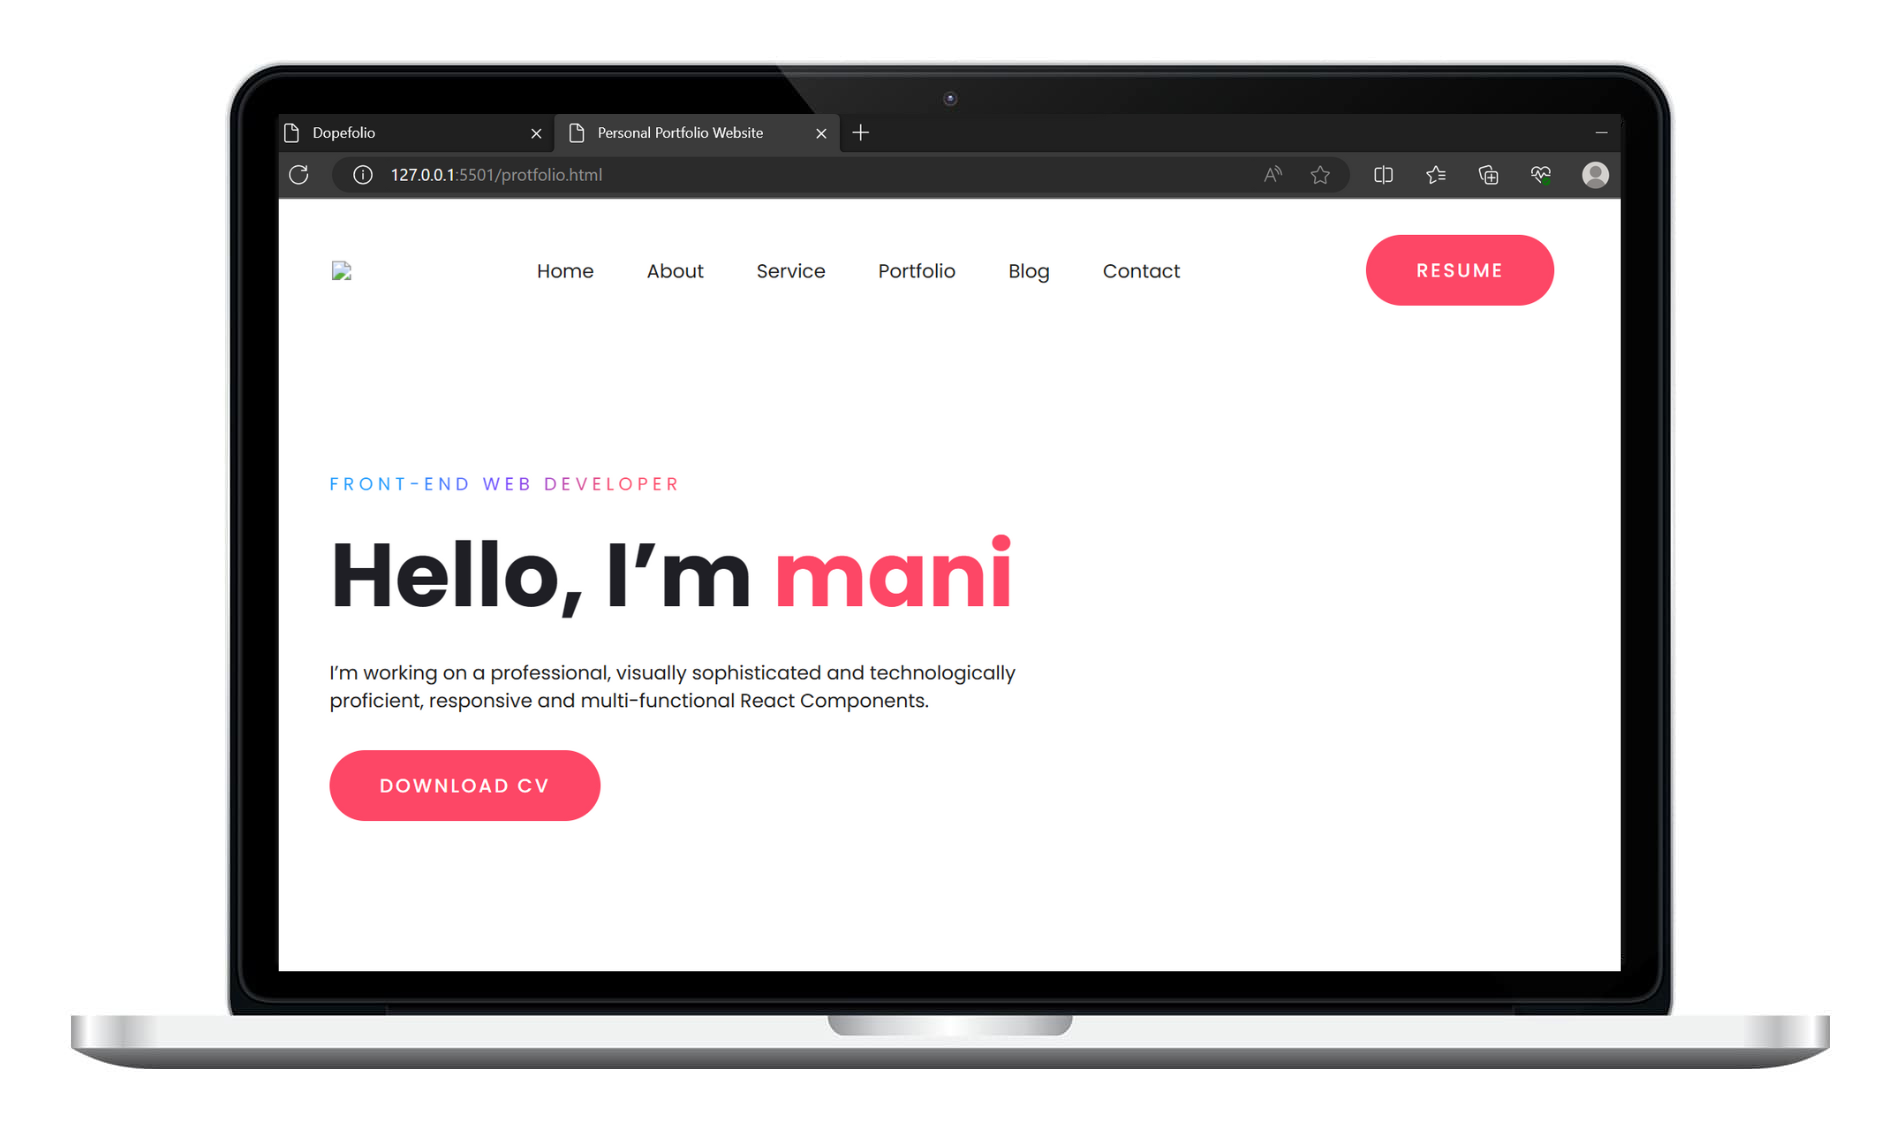 Dopefolio
Personal Portfolio Website
127.0.0.1:5501/protfolio.html
Home About Service Portfolio Blog Contact RESUME
FRONT-END WEB DEVELOPER
Hello, I’m mani
I’m working on a professional, visually sophisticated and technologically
proficient, responsive and multi-functional React Components.
DOWNLOAD CV